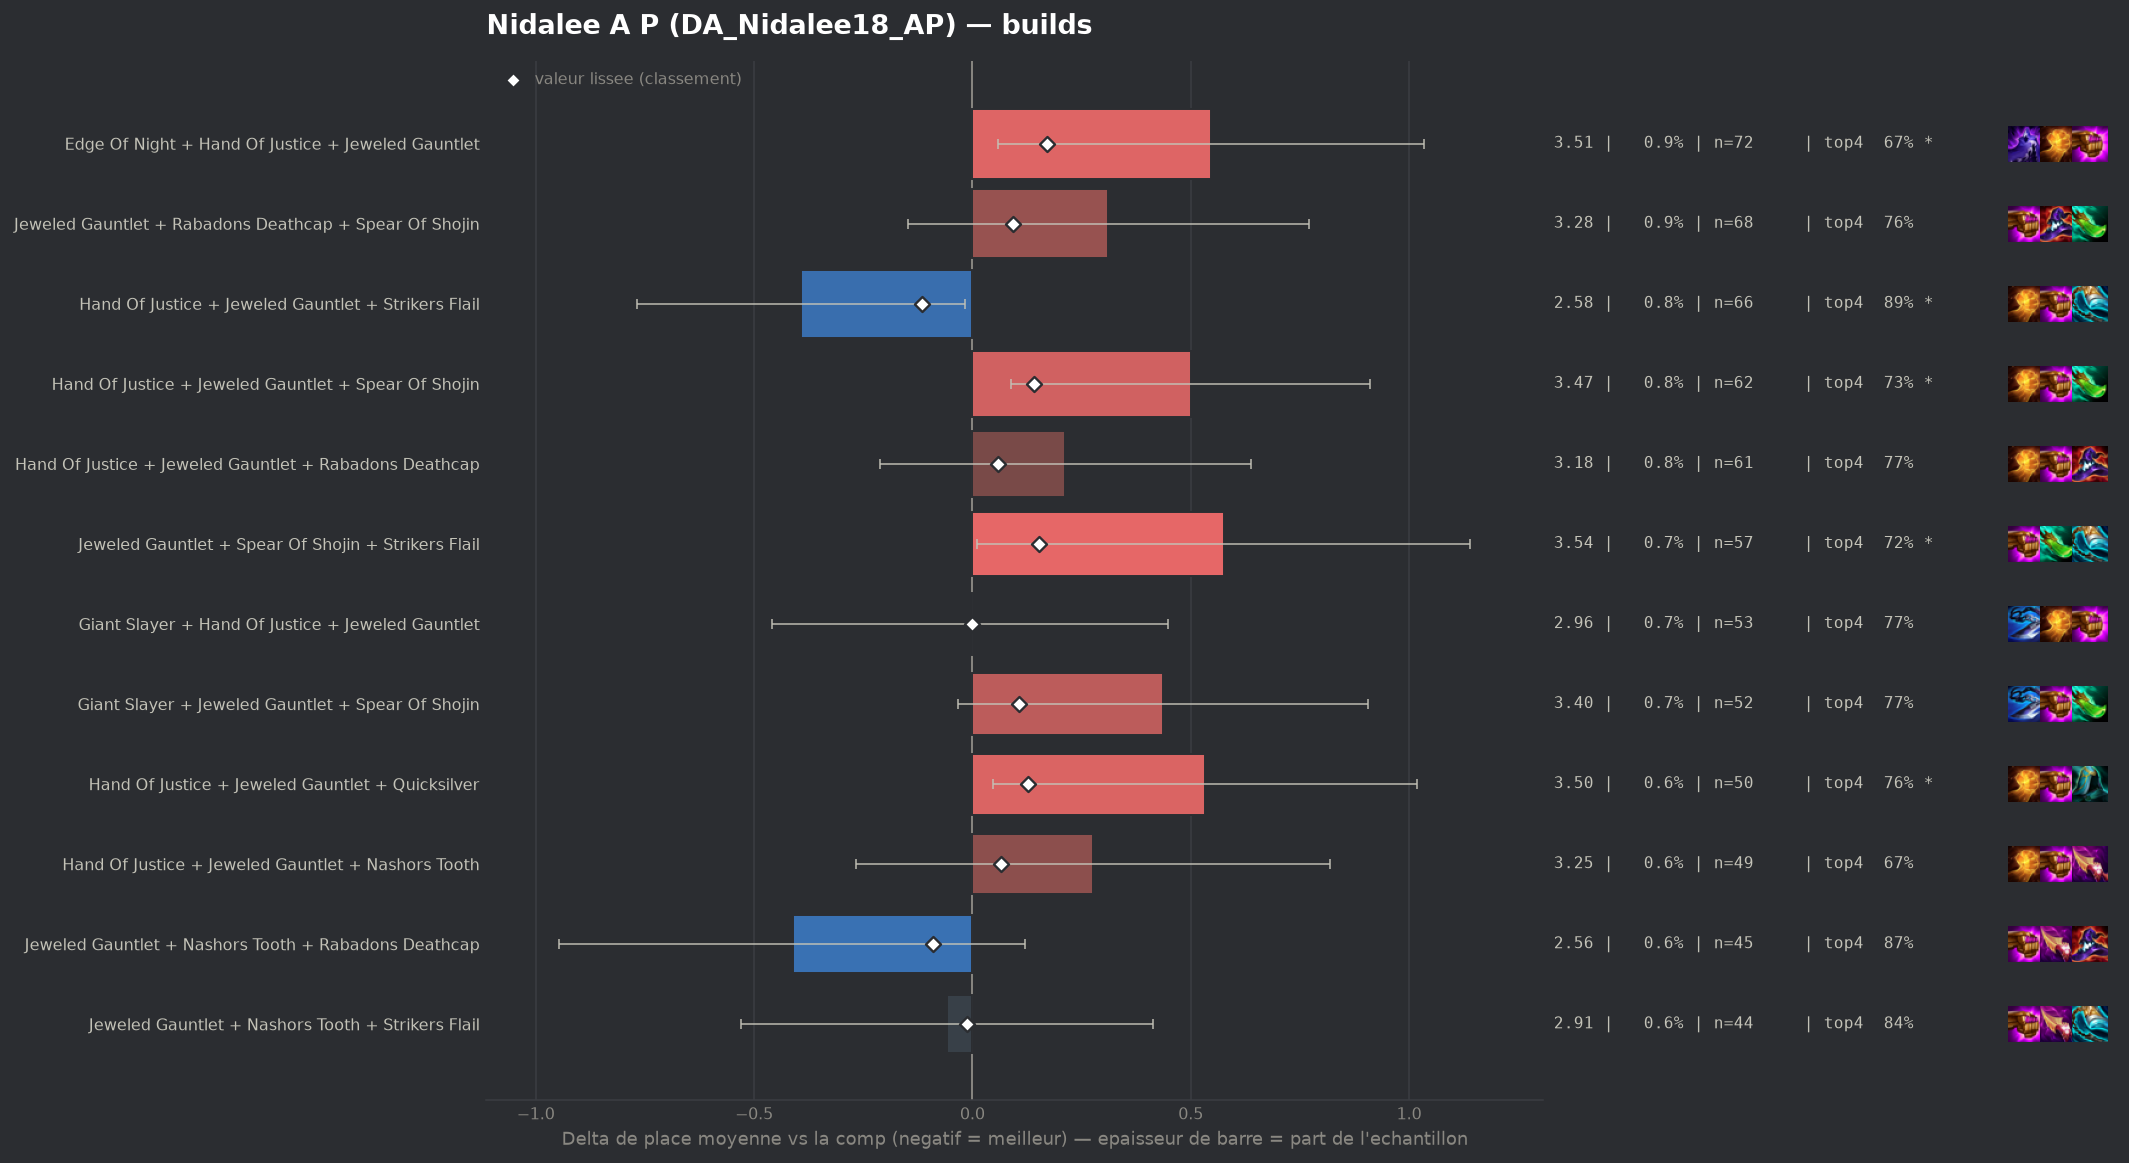 Nidalee A P (DA_Nidalee18_AP) — builds
valeur lissee (classement)
Edge Of Night + Hand Of Justice + Jeweled Gauntlet 3.51 | 0.9% | n=72 | top4 67% *
Jeweled Gauntlet + Rabadons Deathcap + Spear Of Shojin 3.28 | 0.9% | n=68 | top4 76%
Hand Of Justice + Jeweled Gauntlet + Strikers Flail 2.58 | 0.8% | n=66 | top4 89% *
Hand Of Justice + Jeweled Gauntlet + Spear Of Shojin 3.47 | 0.8% | n=62 | top4 73% *
Hand Of Justice + Jeweled Gauntlet + Rabadons Deathcap 3.18 | 0.8% | n=61 | top4 77%
Jeweled Gauntlet + Spear Of Shojin + Strikers Flail 3.54 | 0.7% | n=57 | top4 72% *
Giant Slayer + Hand Of Justice + Jeweled Gauntlet 2.96 | 0.7% | n=53 | top4 77%
Giant Slayer + Jeweled Gauntlet + Spear Of Shojin 3.40 | 0.7% | n=52 | top4 77%
Hand Of Justice + Jeweled Gauntlet + Quicksilver 3.50 | 0.6% | n=50 | top4 76% *
Hand Of Justice + Jeweled Gauntlet + Nashors Tooth 3.25 | 0.6% | n=49 | top4 67%
Jeweled Gauntlet + Nashors Tooth + Rabadons Deathcap 2.56 | 0.6% | n=45 | top4 87%
Jeweled Gauntlet + Nashors Tooth + Strikers Flail 2.91 | 0.6% | n=44 | top4 84%
−1.0 −0.5 0.0 0.5 1.0
Delta de place moyenne vs la comp (negatif = meilleur) — epaisseur de barre = part de l'echantillon